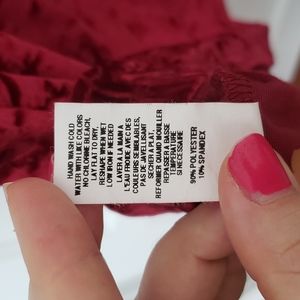 HAND WASH COLD
WATER WITH LIKE COLORS
NO CHLORINE BLEACH,
LAY FLAT TO DRY,
RESHAPE WHEN WET
LOW IRON IF NEEDED
LAVER A LA MAIN A
L'EAU FROIDE AVEC DES
COULEURS SEMBLABLES,
PAS DE JAVELLISANT
SECHER A PLAT,
REFORMER QUAND MOUILLER
REPASSER A BASSE
TEMPERATURE
SI NECESSAIRE
90% POLYESTER
10% SPANDEX